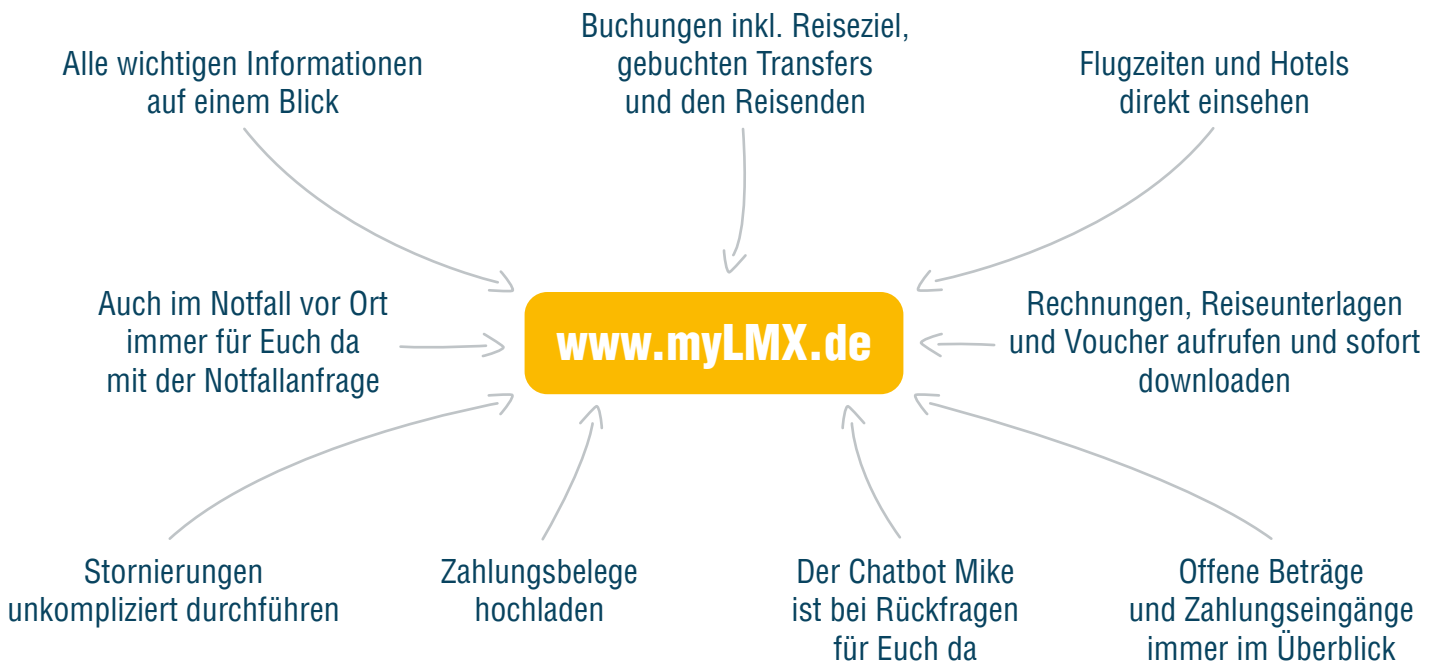 Alle wichtigen Informationen
auf einem Blick
Buchungen inkl. Reiseziel,
gebuchten Transfers
und den Reisenden
Flugzeiten und Hotels
direkt einsehen
Auch im Notfall vor Ort
immer für Euch da
mit der Notfallanfrage
www.myLMX.de
Rechnungen, Reiseunterlagen
und Voucher aufrufen und sofort
downloaden
Stornierungen
unkompliziert durchführen
Zahlungsbelege
hochladen
Der Chatbot Mike
ist bei Rückfragen
für Euch da
Offene Beträge
und Zahlungseingänge
immer im Überblick